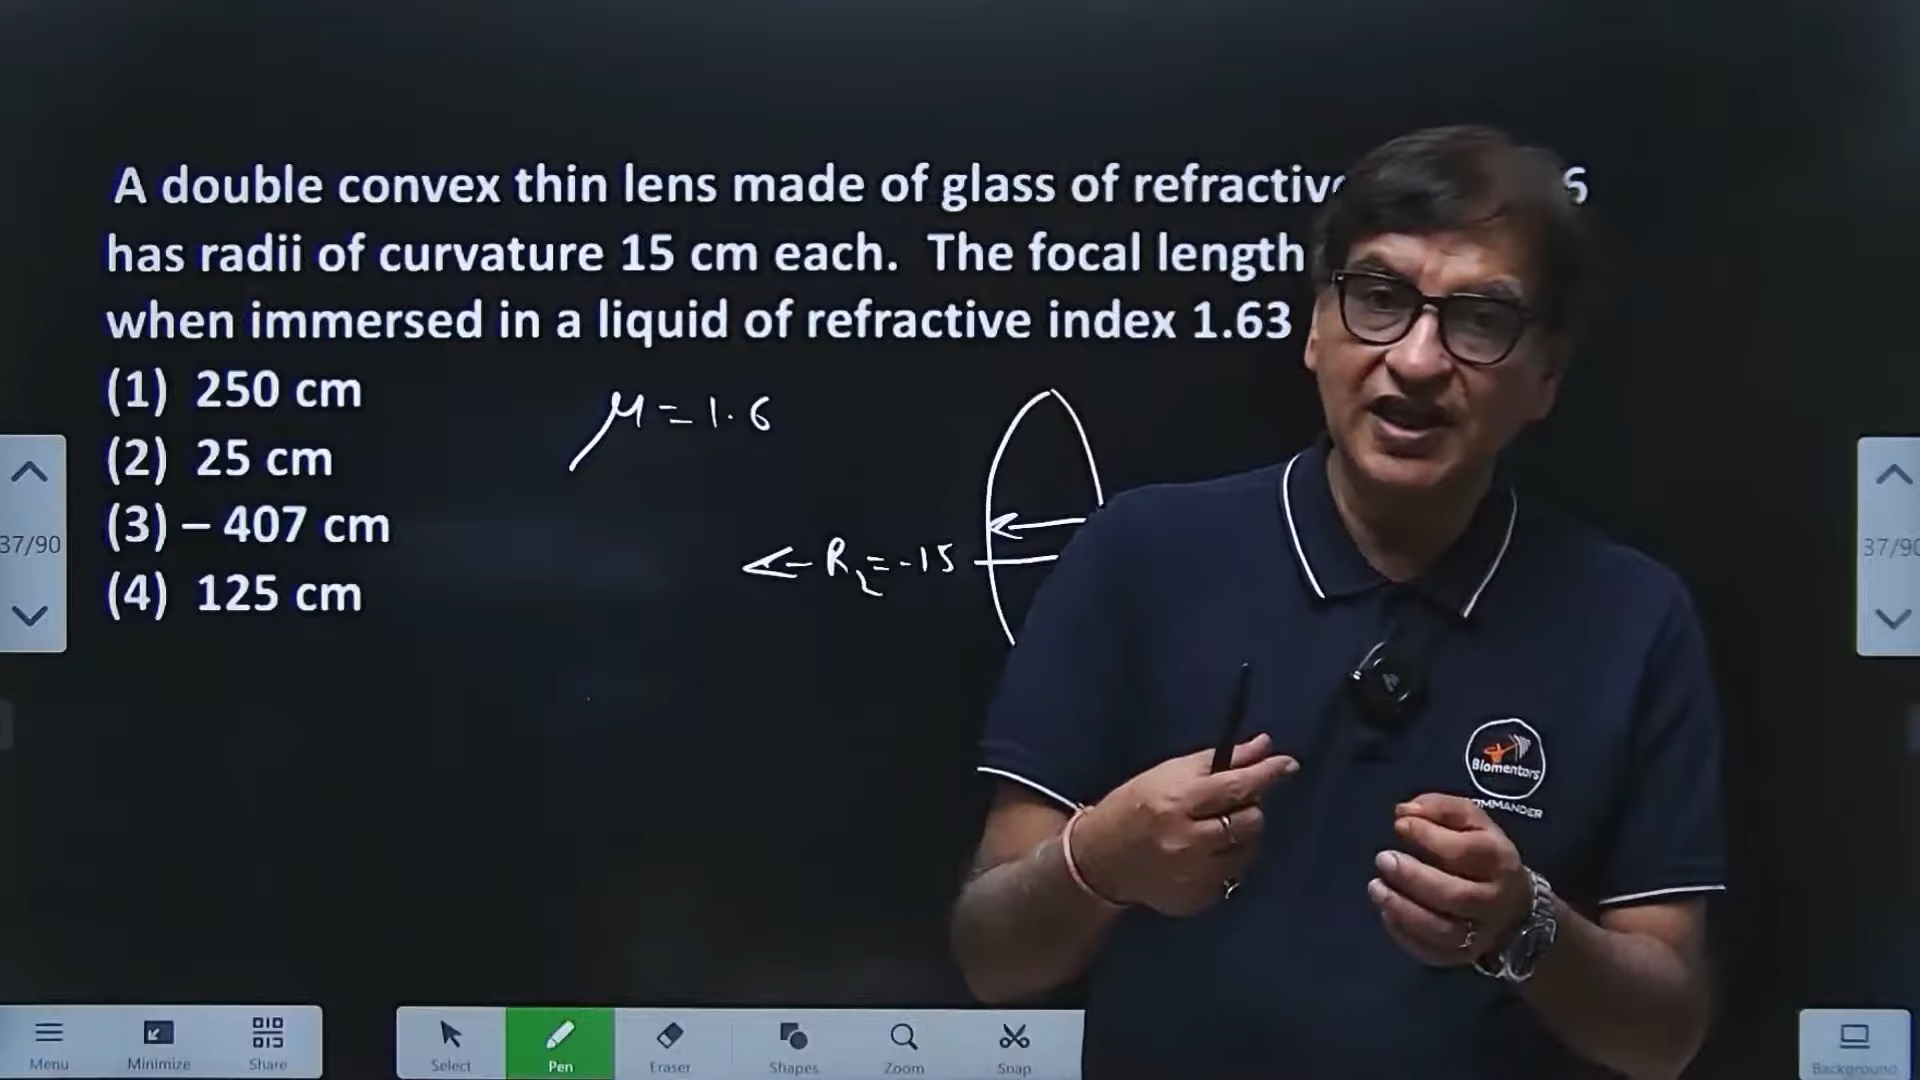 A double convex thin lens made of glass of refractive 6
has radii of curvature 15 cm each. The focal length
when immersed in a liquid of refractive index 1.63
(1) 250 cm
(2) 25 cm
(3) – 407 cm
(4) 125 cm
μ = 1.6
← R₂ = -15
37/90
37/90
Biomentors
Menu
Minimize
Share
Select
Pen
Eraser
Shapes
Zoom
Snap
Background